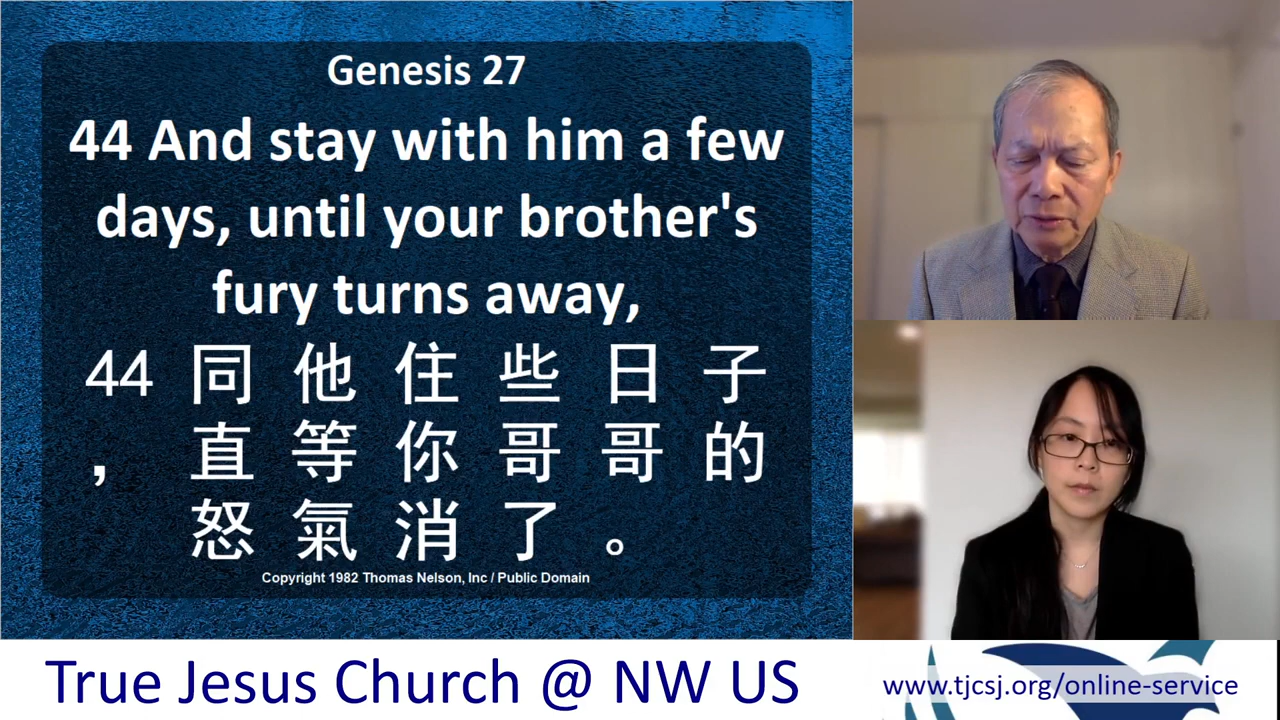 Genesis 27
44 And stay with him a few
days, until your brother's
fury turns away,
44 同他住些日子
，直等你哥哥的
怒氣消了。
Copyright 1982 Thomas Nelson, Inc / Public Domain
True Jesus Church @ NW US
www.tjcsj.org/online-service